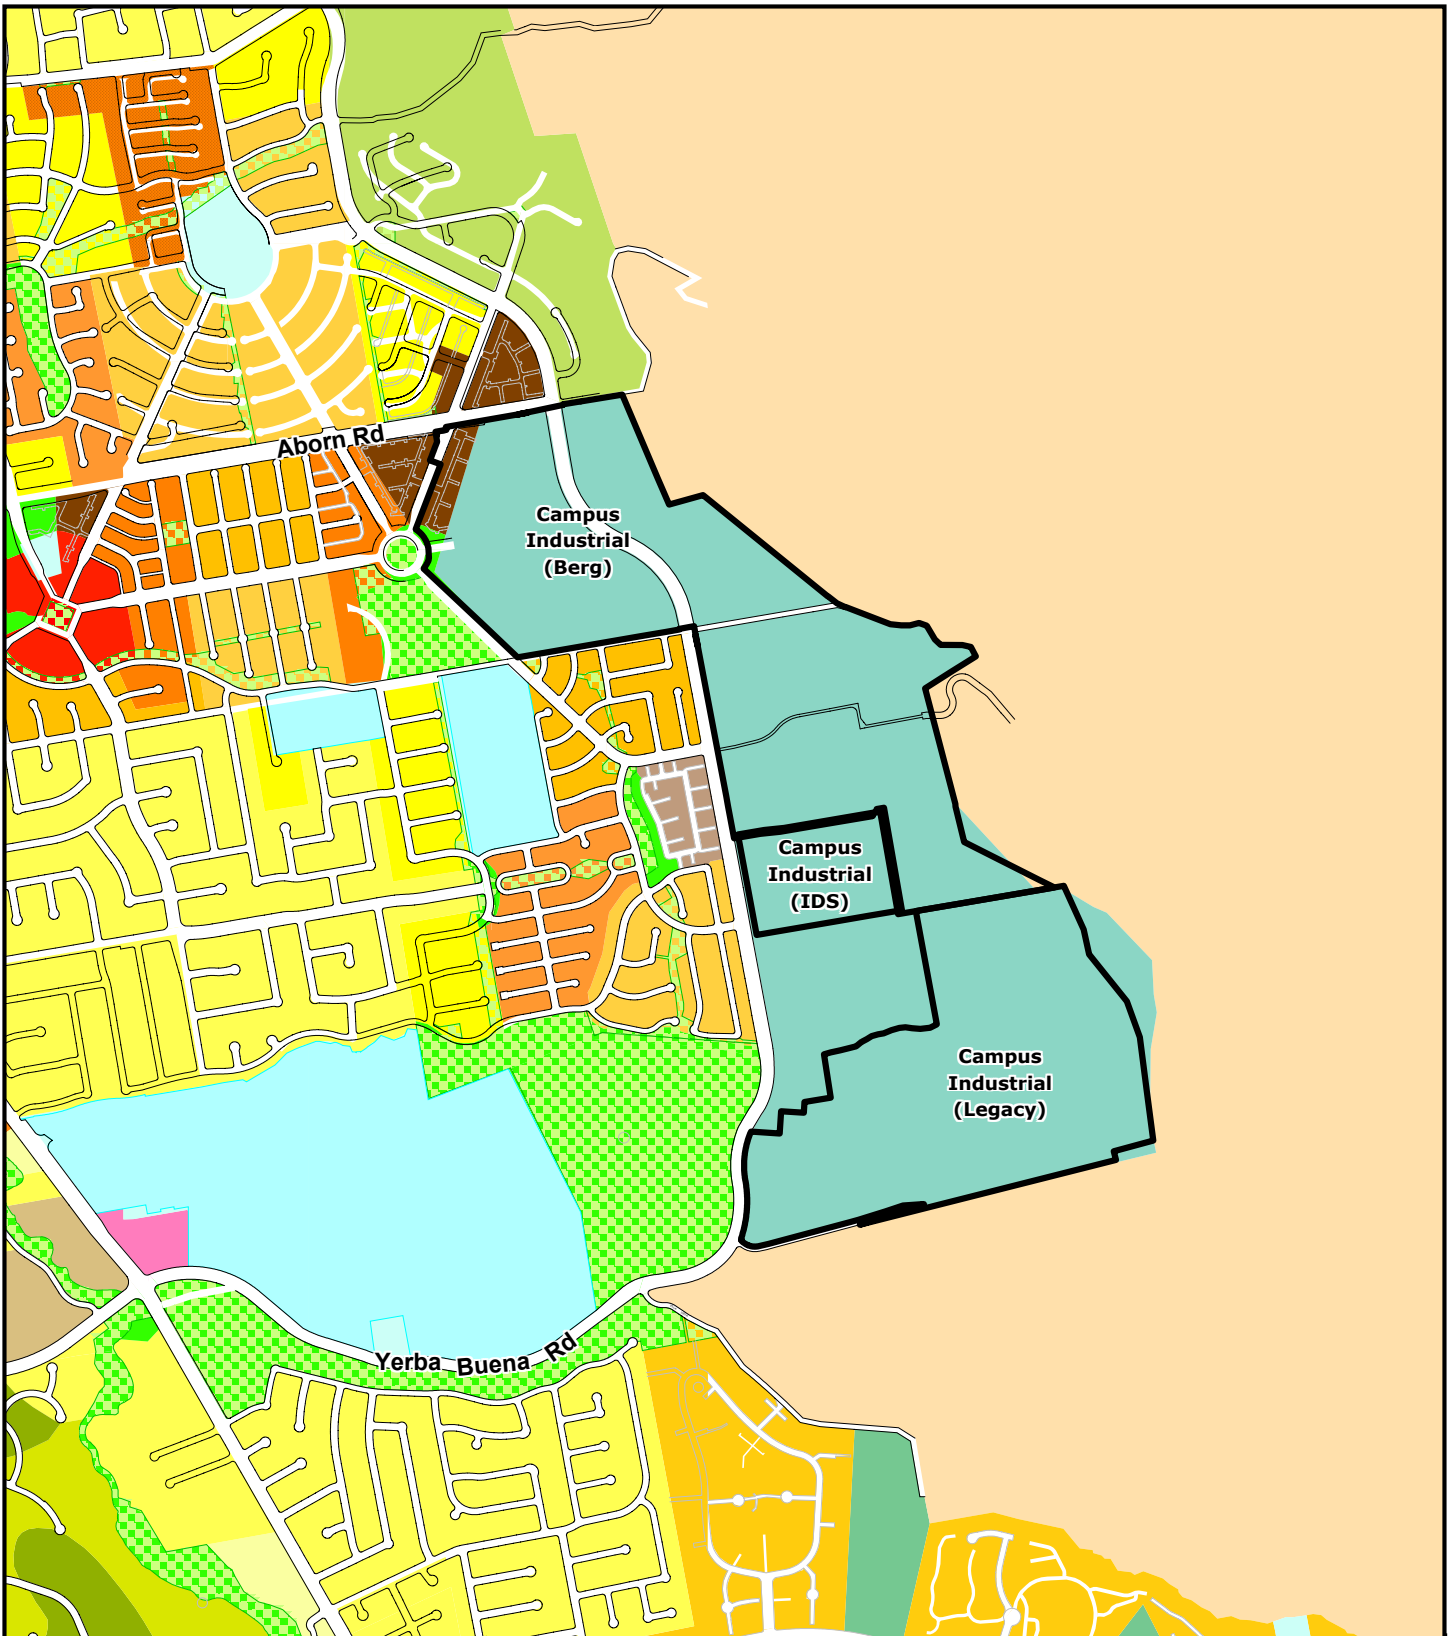 Aborn Rd
Campus
Industrial
(Berg)
Campus
Industrial
(IDS)
Campus
Industrial
(Legacy)
Yerba Buena Rd